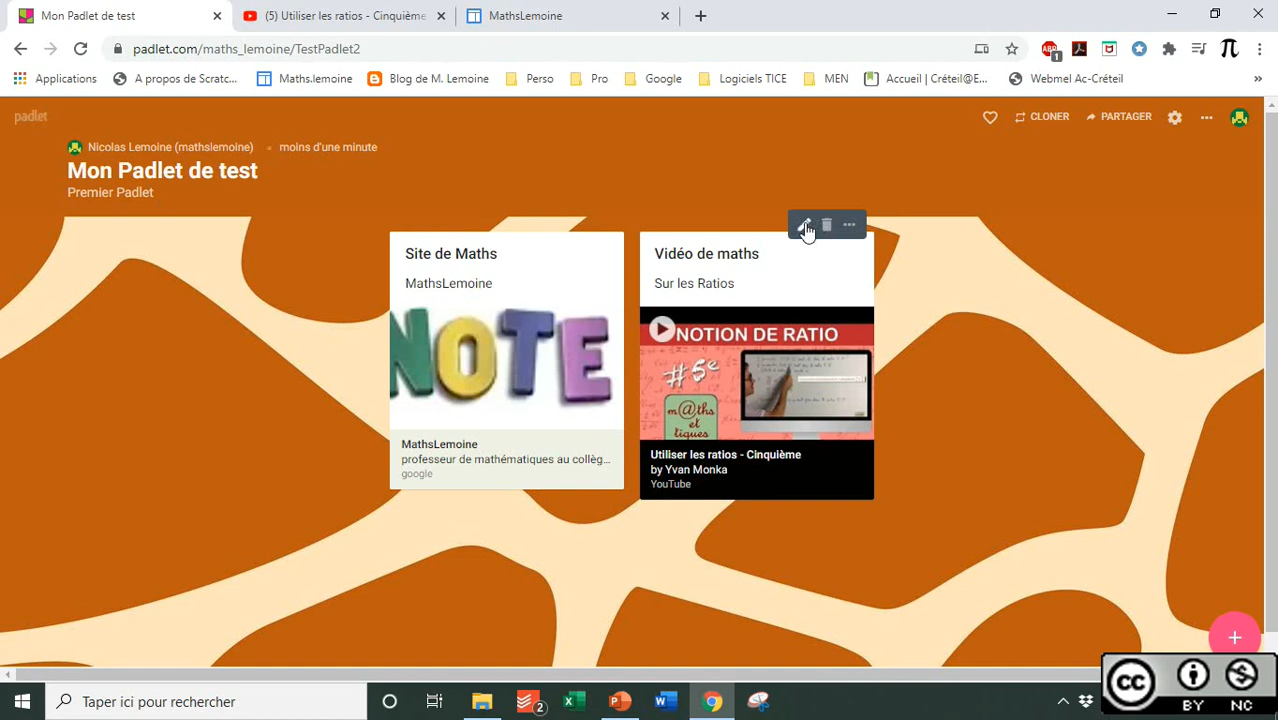 Mon Padlet de test
(5) Utiliser les ratios - Cinquième
MathsLemoine
padlet.com/maths_lemoine/TestPadlet2
ABP
1
Applications
A propos de Scratc...
Maths.lemoine
Blog de M. Lemoine
Perso
Pro
Google
Logiciels TICE
MEN
Accueil | Créteil@E...
Webmel Ac-Créteil
»
padlet
CLONER
PARTAGER
Nicolas Lemoine (mathslemoine) • moins d'une minute
Mon Padlet de test
Premier Padlet
Site de Maths
MathsLemoine
NOTE
MathsLemoine
professeur de mathématiques au collèg...
google
Vidéo de maths
Sur les Ratios
NOTION DE RATIO
#5e
m@ths
et
tiques
Utiliser les ratios - Cinquième
by Yvan Monka
YouTube
Taper ici pour rechercher
2
cc
BY NC